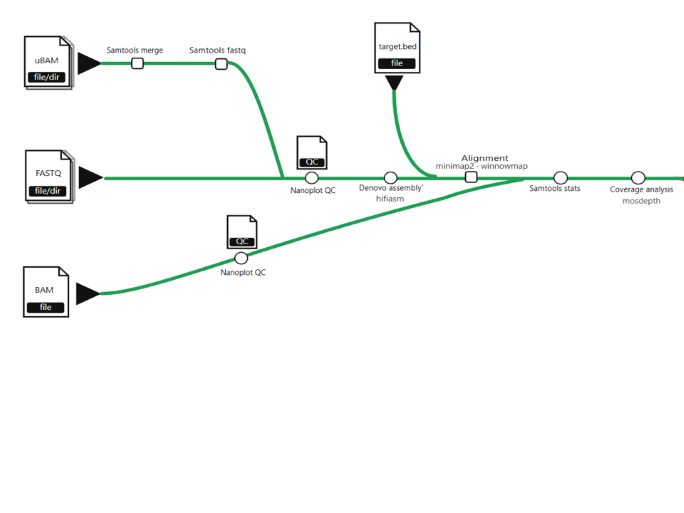 uBAM
file/dir
Samtools merge
Samtools fastq
target.bed
file
FASTQ
file/dir
QC
Nanoplot QC
Denovo assembly`
hifiasm
Alignment
minimap2 · winnowmap
Samtools stats
Coverage analysis
mosdepth
QC
Nanoplot QC
BAM
file